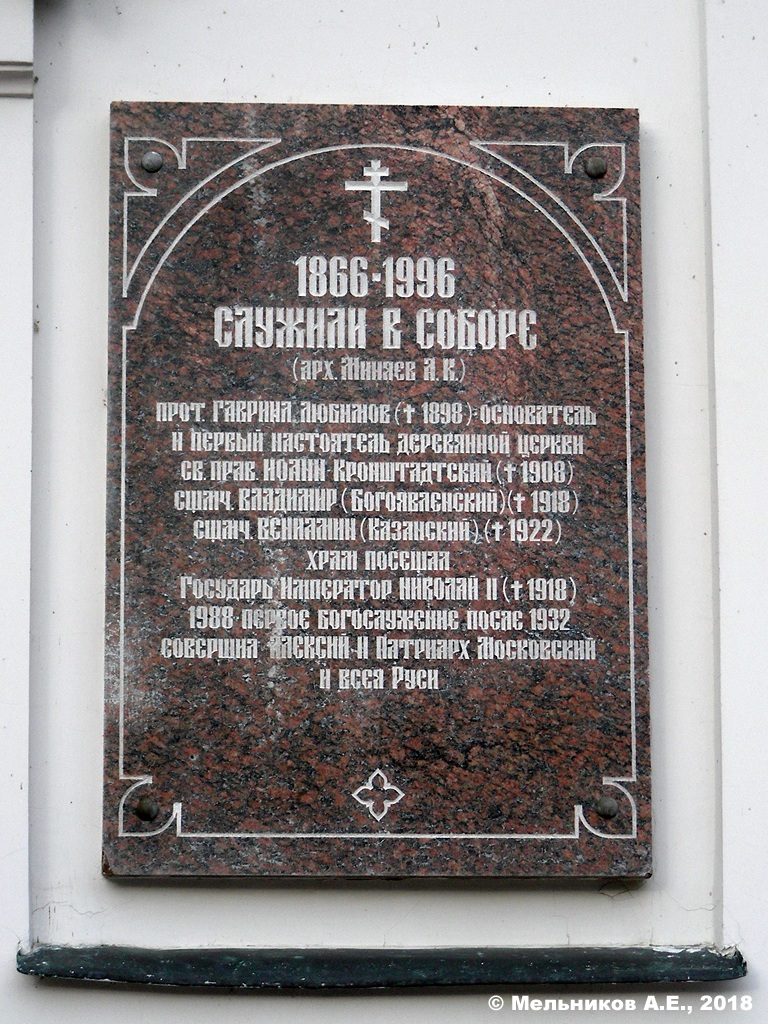 1866-1996
СЛУЖИЛИ В СОБОРЕ
(арх. Миняев А.К.)
прот. ГАВРИИЛ ЛЮБИМОВ († 1898)-основатель
и первый настоятель деревянной церкви
св. прав. ИОАНН Кронштадтский († 1908)
сщмч. ВЛАДИМИР (Богоявленский) († 1918)
сщмч. ВЕНИАМИН (Казанский) († 1922)
храм посещал
Государь Император НИКОЛАЙ II († 1918)
1988-первое богослужение после 1932
совершил АЛЕКСИЙ II Патриарх Московский
и всея Руси
© Мельников А.Е., 2018